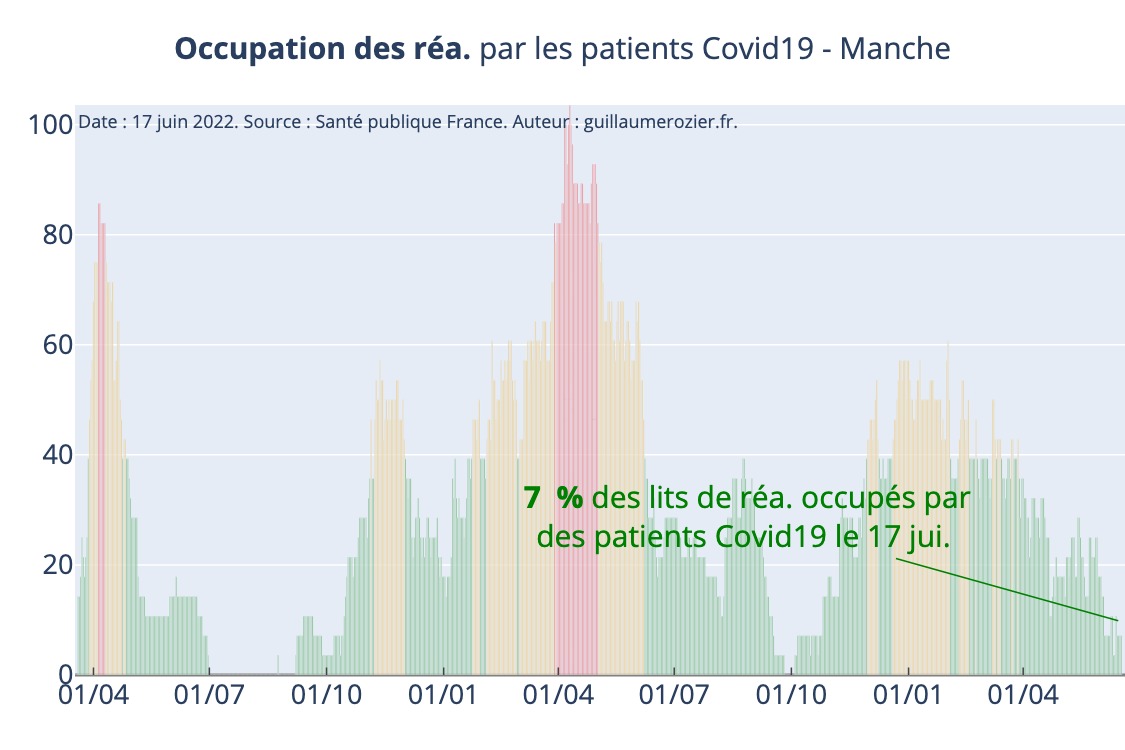 Occupation des réa. par les patients Covid19 - Manche
Date : 17 juin 2022. Source : Santé publique France. Auteur : guillaumerozier.fr.
100
80
60
40
20
0
7 % des lits de réa. occupés par
des patients Covid19 le 17 jui.
01/04 01/07 01/10 01/01 01/04 01/07 01/10 01/01 01/04